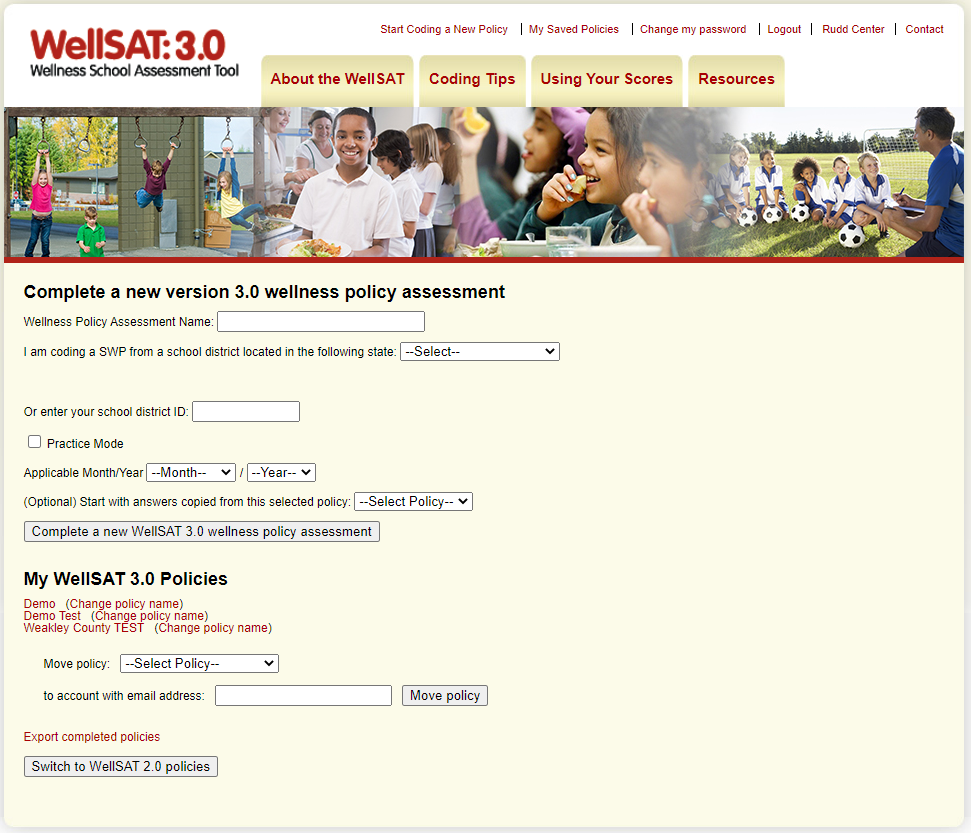 WellSAT: 3.0
Wellness School Assessment Tool
Start Coding a New Policy | My Saved Policies | Change my password | Logout | Rudd Center | Contact
About the WellSAT Coding Tips Using Your Scores Resources
Complete a new version 3.0 wellness policy assessment
Wellness Policy Assessment Name:
I am coding a SWP from a school district located in the following state: --Select--
Or enter your school district ID:
Practice Mode
Applicable Month/Year --Month-- / --Year--
(Optional) Start with answers copied from this selected policy: --Select Policy--
Complete a new WellSAT 3.0 wellness policy assessment
My WellSAT 3.0 Policies
Demo (Change policy name)
Demo Test (Change policy name)
Weakley County TEST (Change policy name)
Move policy: --Select Policy--
to account with email address: Move policy
Export completed policies
Switch to WellSAT 2.0 policies